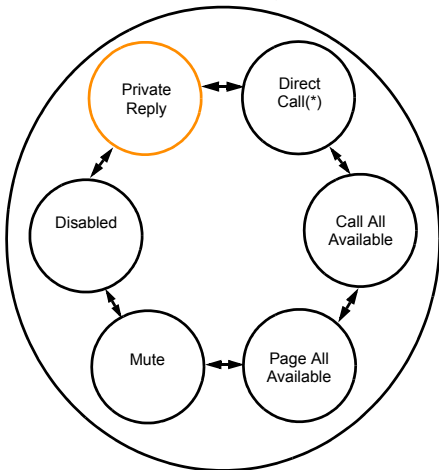 Private
Reply
Direct
Call(*)
Call All
Available
Page All
Available
Mute
Disabled